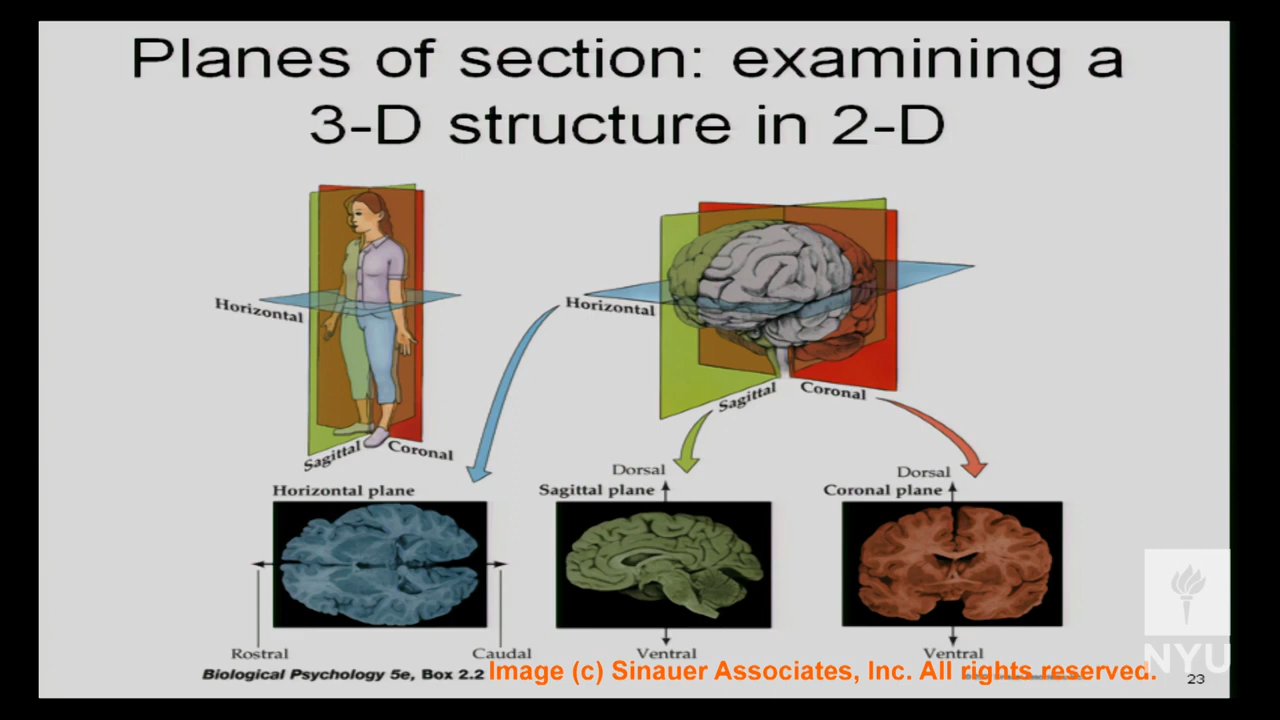 Planes of section: examining a
3-D structure in 2-D
Horizontal
Sagittal
Coronal
Horizontal
Sagittal
Coronal
Horizontal plane
Rostral
Caudal
Dorsal
Sagittal plane
Ventral
Dorsal
Coronal plane
Ventral
Biological Psychology 5e, Box 2.2
Image (c) Sinauer Associates, Inc. All rights reserved.
NYU
23